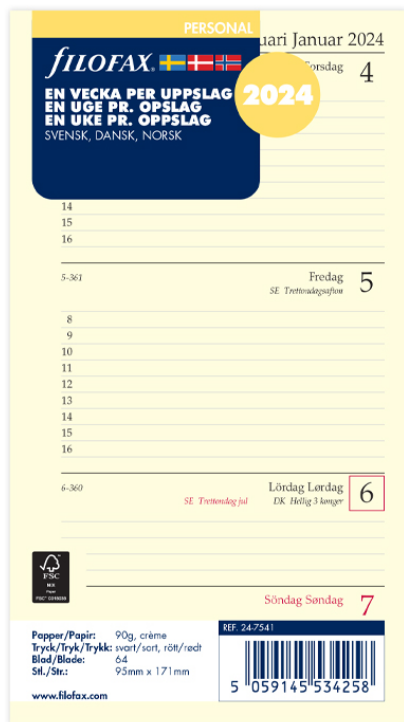 PERSONAL
uari Januar 2024
fILOFAX.
Torsdag 4
EN VECKA PER UPPSLAG
EN UGE PR. OPSLAG
EN UKE PR. OPPSLAG
SVENSK, DANSK, NORSK
2024
14
15
16
5-361 Fredag 5
SE Trettondagsafton
8
9
10
11
12
13
14
15
16
6-360 Lördag Lørdag 6
SE Trettondag jul DK Hellig 3 konger
FSC
MIX
Paper
Söndag Søndag 7
Papper/Papir: 90g, crème
Tryck/Tryk/Trykk: svart/sort, rött/rødt
Blad/Blade: 64
Stl./Str.: 95mm x 171mm
www.filofax.com
REF. 24-7541
5 059145 534258